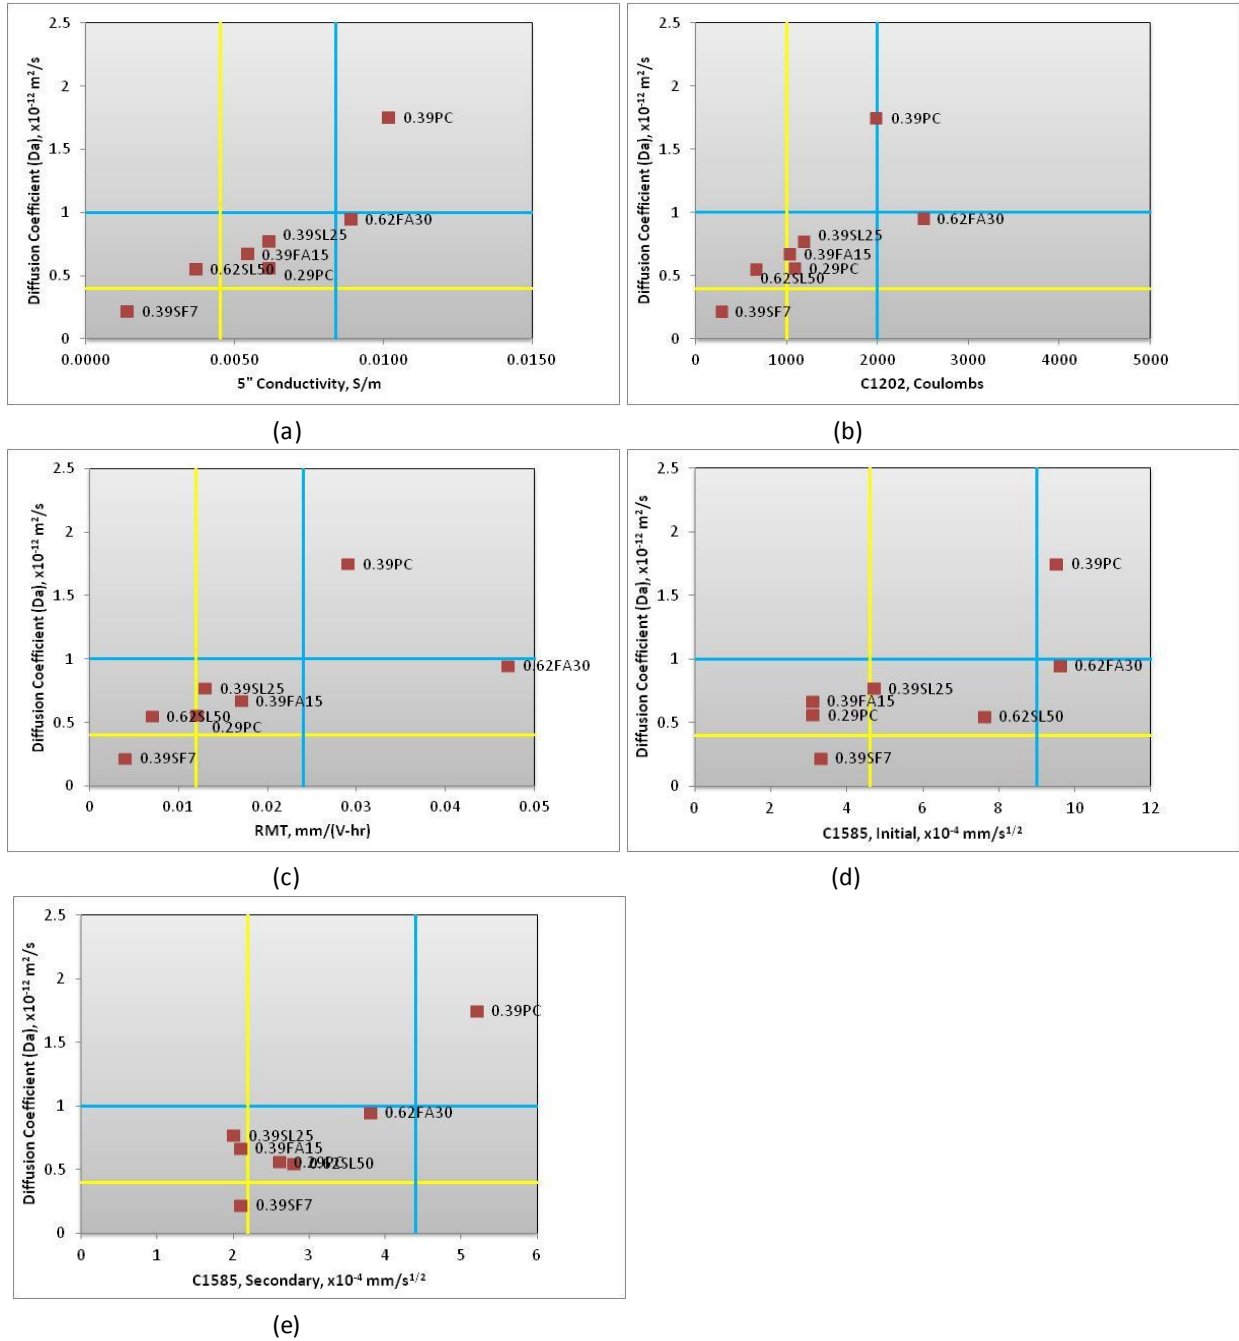 2.5
2
1.5
1
0.5
0
Diffusion Coefficient (Da), x10⁻¹² m²/s
0.39PC
0.62FA30
0.39SL25
0.39FA15
0.62SL50
0.29PC
0.39SF7
0.0000 0.0050 0.0100 0.0150
5" Conductivity, S/m
(a)
2.5
2
1.5
1
0.5
0
Diffusion Coefficient (Da), x10⁻¹² m²/s
0.39PC
0.62FA30
0.39SL25
0.39FA15
0.29PC
0.62SL50
0.39SF7
0 1000 2000 3000 4000 5000
C1202, Coulombs
(b)
2.5
2
1.5
1
0.5
0
Diffusion Coefficient (Da), x10⁻¹² m²/s
0.39PC
0.62FA30
0.39SL25
0.39FA15
0.62SL50
0.29PC
0.39SF7
0 0.01 0.02 0.03 0.04 0.05
RMT, mm/(V-hr)
(c)
2.5
2
1.5
1
0.5
0
Diffusion Coefficient (Da), x10⁻¹² m²/s
0.39PC
0.62FA30
0.39SL25
0.39FA15
0.29PC
0.62SL50
0.39SF7
0 2 4 6 8 10 12
C1585, Initial, x10⁻⁴ mm/s¹ᐟ²
(d)
2.5
2
1.5
1
0.5
0
Diffusion Coefficient (Da), x10⁻¹² m²/s
0.39PC
0.62FA30
0.39SL25
0.39FA15
0.29PC
0.62SL50
0.39SF7
0 1 2 3 4 5 6
C1585, Secondary, x10⁻⁴ mm/s¹ᐟ²
(e)